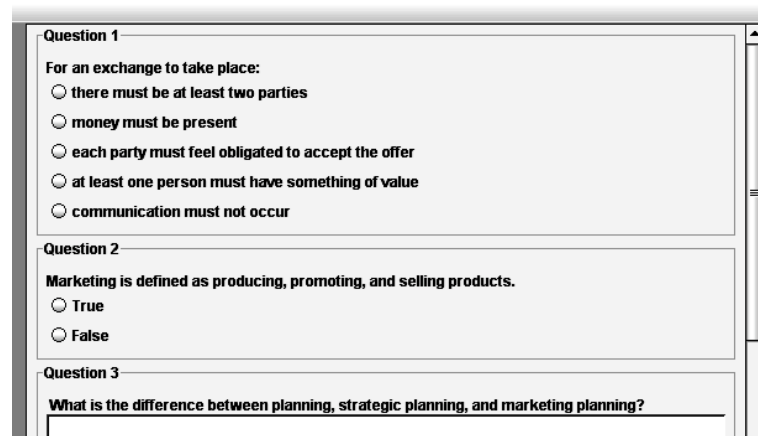 Question 1
For an exchange to take place:
there must be at least two parties
money must be present
each party must feel obligated to accept the offer
at least one person must have something of value
communication must not occur
Question 2
Marketing is defined as producing, promoting, and selling products.
True
False
Question 3
What is the difference between planning, strategic planning, and marketing planning?